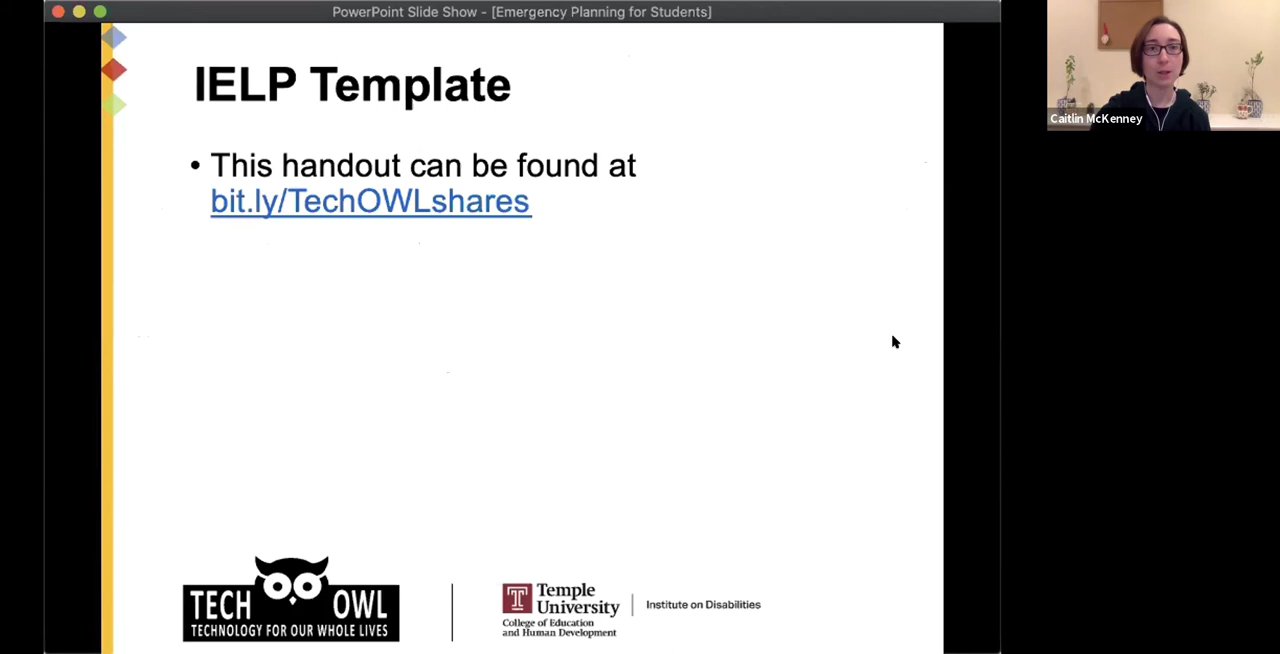 PowerPoint Slide Show - [Emergency Planning for Students]
IELP Template
• This handout can be found at
bit.ly/TechOWLshares
Caitlin McKenney
TECH OWL
TECHNOLOGY FOR OUR WHOLE LIVES
T Temple
University
College of Education
and Human Development
Institute on Disabilities